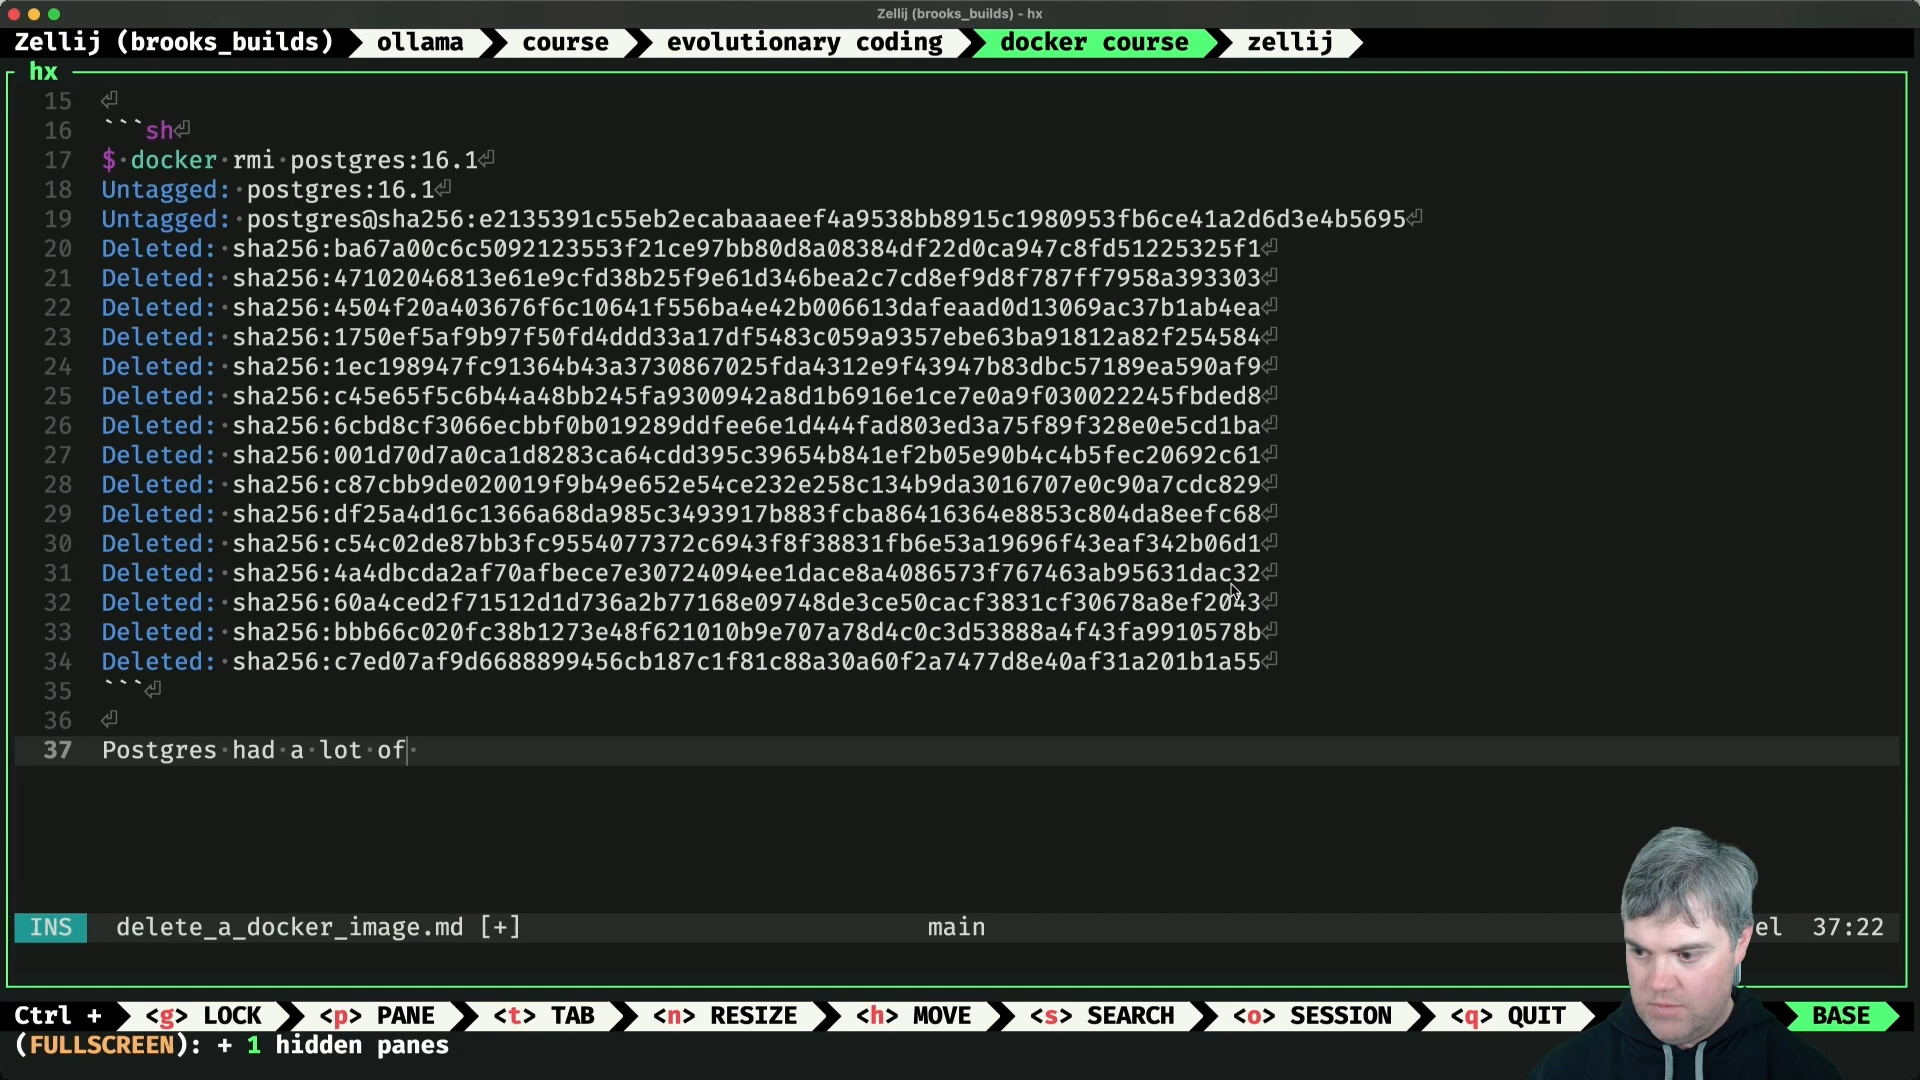 Zellij (brooks_builds) - hx
Zellij (brooks_builds) ollama course evolutionary coding docker course zellij
hx
15
16 ```sh
17 $ docker rmi postgres:16.1
18 Untagged: postgres:16.1
19 Untagged: postgres@sha256:e2135391c55eb2ecabaaaeef4a9538bb8915c1980953fb6ce41a2d6d3e4b5695
20 Deleted: sha256:ba67a00c6c5092123553f21ce97bb80d8a08384df22d0ca947c8fd51225325f1
21 Deleted: sha256:47102046813e61e9cfd38b25f9e61d346bea2c7cd8ef9d8f787ff7958a393303
22 Deleted: sha256:4504f20a403676f6c10641f556ba4e42b006613dafeaad0d13069ac37b1ab4ea
23 Deleted: sha256:1750ef5af9b97f50fd4ddd33a17df5483c059a9357ebe63ba91812a82f254584
24 Deleted: sha256:1ec198947fc91364b43a3730867025fda4312e9f43947b83dbc57189ea590af9
25 Deleted: sha256:c45e65f5c6b44a48bb245fa9300942a8d1b6916e1ce7e0a9f030022245fbded8
26 Deleted: sha256:6cbd8cf3066ecbbf0b019289ddfee6e1d444fad803ed3a75f89f328e0e5cd1ba
27 Deleted: sha256:001d70d7a0ca1d8283ca64cdd395c39654b841ef2b05e90b4c4b5fec20692c61
28 Deleted: sha256:c87cbb9de020019f9b49e652e54ce232e258c134b9da3016707e0c90a7cdc829
29 Deleted: sha256:df25a4d16c1366a68da985c3493917b883fcba86416364e8853c804da8eefc68
30 Deleted: sha256:c54c02de87bb3fc9554077372c6943f8f38831fb6e53a19696f43eaf342b06d1
31 Deleted: sha256:4a4dbcda2af70afbece7e30724094ee1dace8a4086573f767463ab95631dac32
32 Deleted: sha256:60a4ced2f71512d1d736a2b77168e09748de3ce50cacf3831cf30678a8ef2043
33 Deleted: sha256:bbb66c020fc38b1273e48f621010b9e707a78d4c0c3d53888a4f43fa9910578b
34 Deleted: sha256:c7ed07af9d6688899456cb187c1f81c88a30a60f2a7477d8e40af31a201b1a55
35 ```
36
37 Postgres had a lot of
INS delete_a_docker_image.md [+] main el 37:22
Ctrl + <g> LOCK <p> PANE <t> TAB <n> RESIZE <h> MOVE <s> SEARCH <o> SESSION <q> QUIT BASE
(FULLSCREEN): + 1 hidden panes